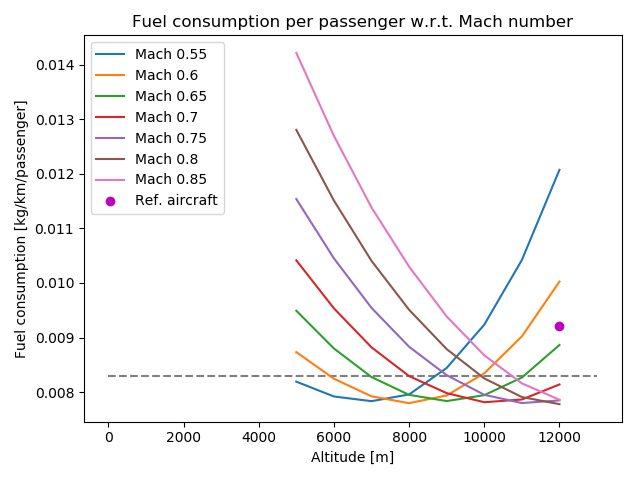 Fuel consumption per passenger w.r.t. Mach number
Fuel consumption [kg/km/passenger]
0.014
0.013
0.012
0.011
0.010
0.009
0.008
Mach 0.55
Mach 0.6
Mach 0.65
Mach 0.7
Mach 0.75
Mach 0.8
Mach 0.85
Ref. aircraft
0 2000 4000 6000 8000 10000 12000
Altitude [m]